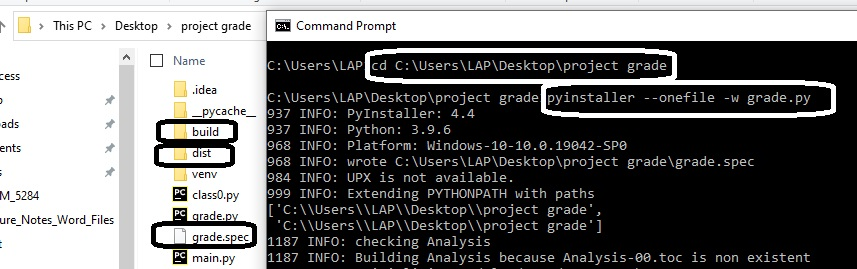 This PC > Desktop > project grade
Name
cess
.idea
__pycache__
build
dist
venv
class0.py
grade.py
grade.spec
main.py
p
ts
loads
ents
es
M_5284
ure_Notes_Word_Files
t
Command Prompt
C:\Users\LAP cd C:\Users\LAP\Desktop\project grade
C:\Users\LAP\Desktop\project grade pyinstaller --onefile -w grade.py
937 INFO: PyInstaller: 4.4
937 INFO: Python: 3.9.6
968 INFO: Platform: Windows-10-10.0.19042-SP0
968 INFO: wrote C:\Users\LAP\Desktop\project grade\grade.spec
984 INFO: UPX is not available.
999 INFO: Extending PYTHONPATH with paths
['C:\\Users\\LAP\\Desktop\\project grade',
'C:\\Users\\LAP\\Desktop\\project grade']
1187 INFO: checking Analysis
1187 INFO: Building Analysis because Analysis-00.toc is non existent